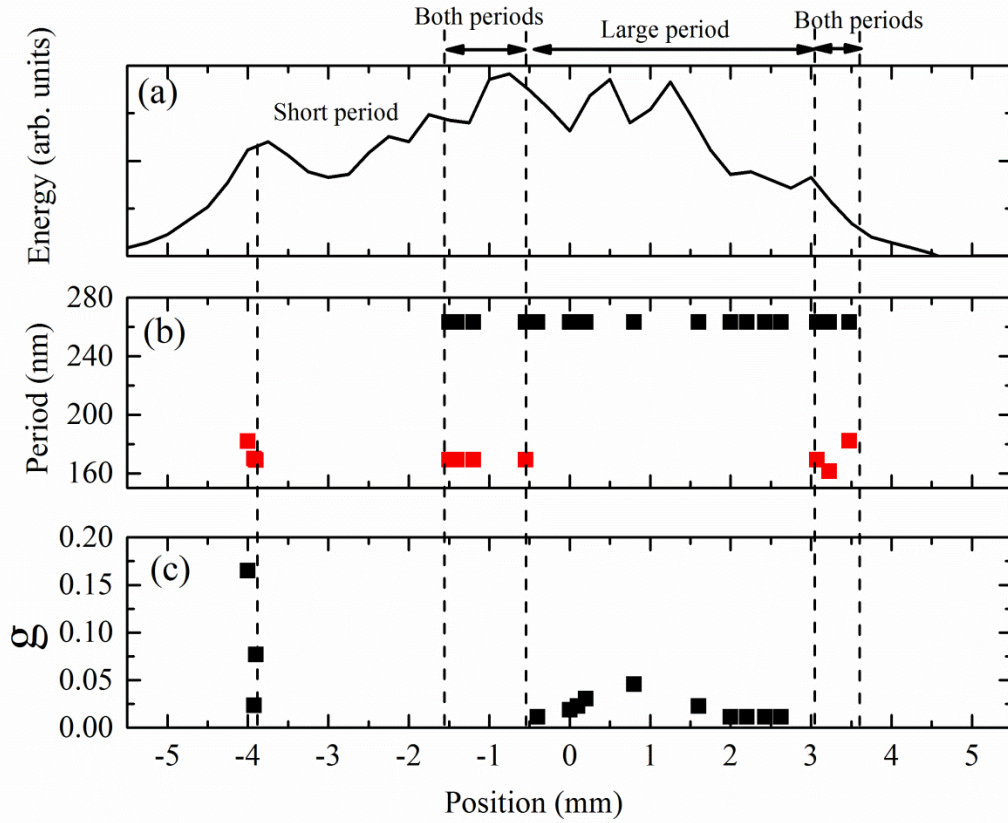 Both periods
Large period
Both periods
(a)
Short period
Energy (arb. units)
(b)
280
240
200
160
Period (nm)
(c)
0.20
0.15
0.10
0.05
0.00
g
-5 -4 -3 -2 -1 0 1 2 3 4 5
Position (mm)